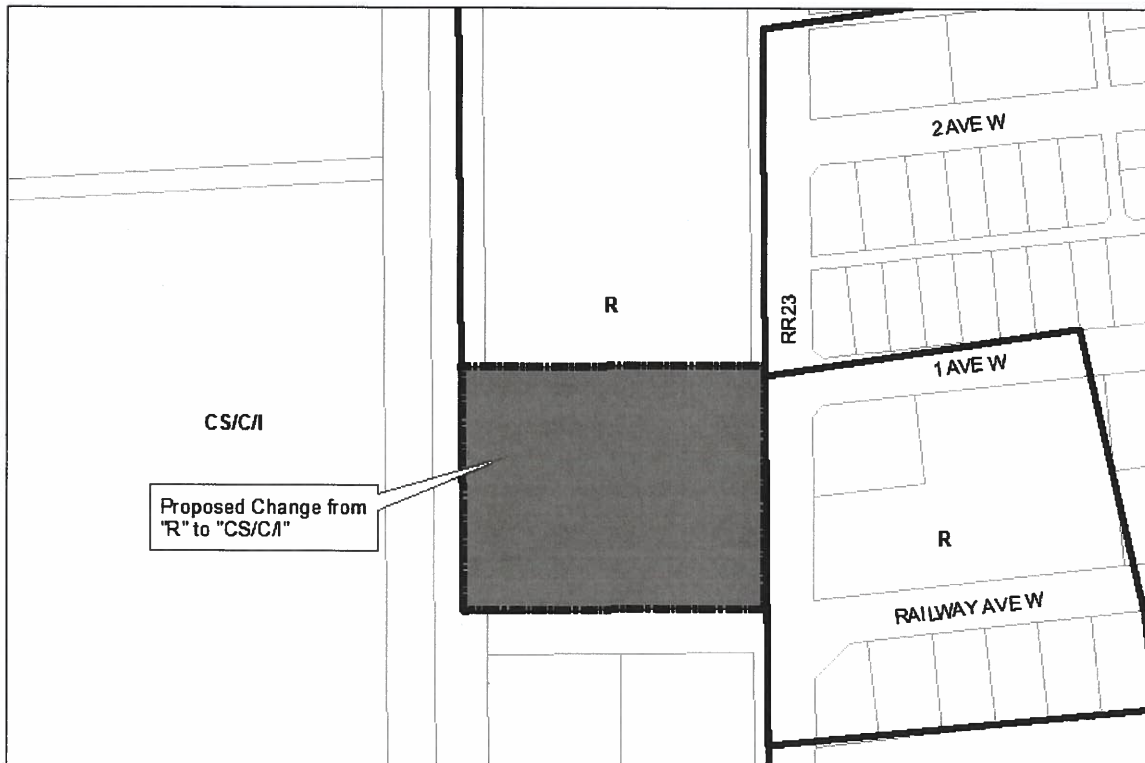 2 AVE W
R
RR23
1 AVE W
CS/C/I
Proposed Change from
"R" to "CS/C/I"
R
RAILWAY AVE W